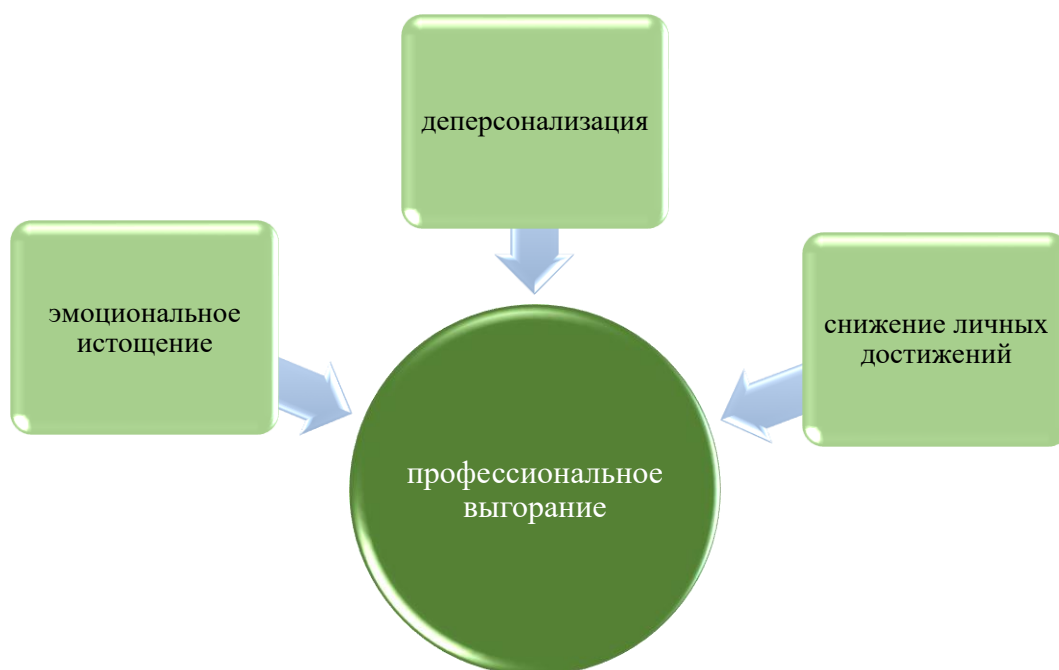 деперсонализация
эмоциональное
истощение
снижение личных
достижений
профессиональное
выгорание